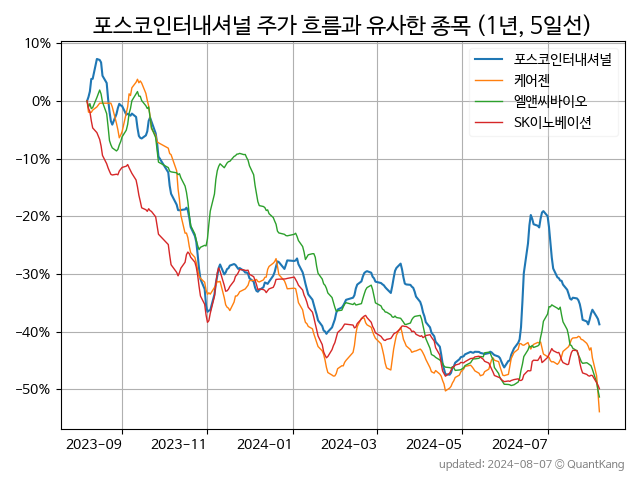 포스코인터내셔널 주가 흐름과 유사한 종목 (1년, 5일선)
10%
0%
−10%
−20%
−30%
−40%
−50%
포스코인터내셔널
케어젠
엘앤씨바이오
SK이노베이션
2023-09 2023-11 2024-01 2024-03 2024-05 2024-07
updated: 2024-08-07 © QuantKang